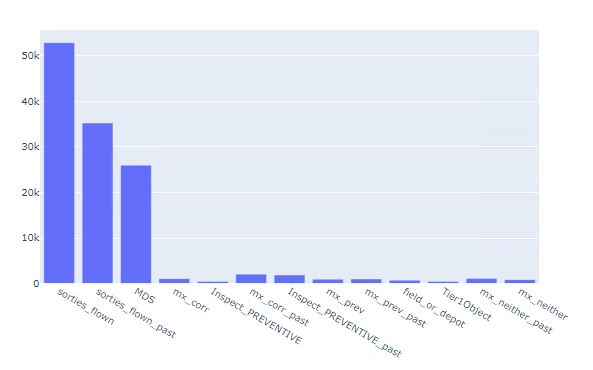 50k
40k
30k
20k
10k
0
sorties_flown
sorties_flown_past
MDS
mx_corr
Inspect_PREVENTIVE
mx_corr_past
Inspect_PREVENTIVE_past
mx_prev
mx_prev_past
field_or_depot
Tier1Object
mx_neither_past
mx_neither